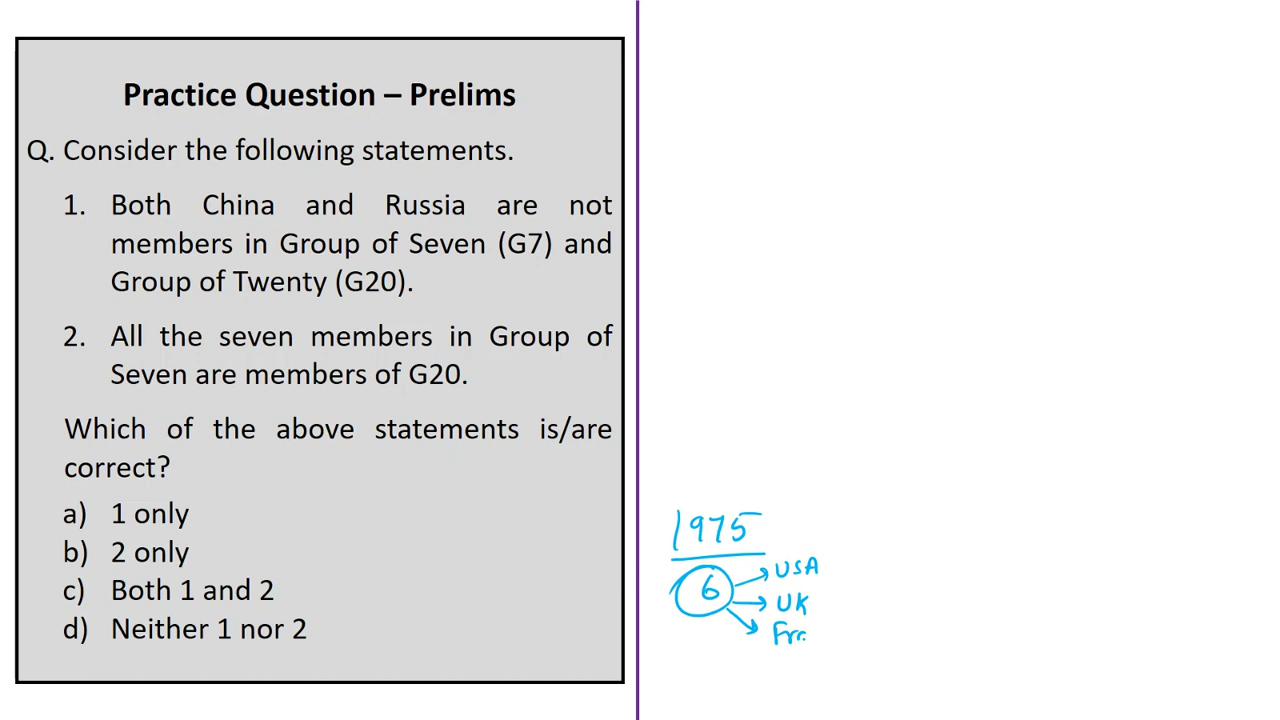 Practice Question – Prelims
Q. Consider the following statements.
1. Both China and Russia are not
members in Group of Seven (G7) and
Group of Twenty (G20).
2. All the seven members in Group of
Seven are members of G20.
Which of the above statements is/are
correct?
a) 1 only
b) 2 only
c) Both 1 and 2
d) Neither 1 nor 2
1975
6
USA
UK